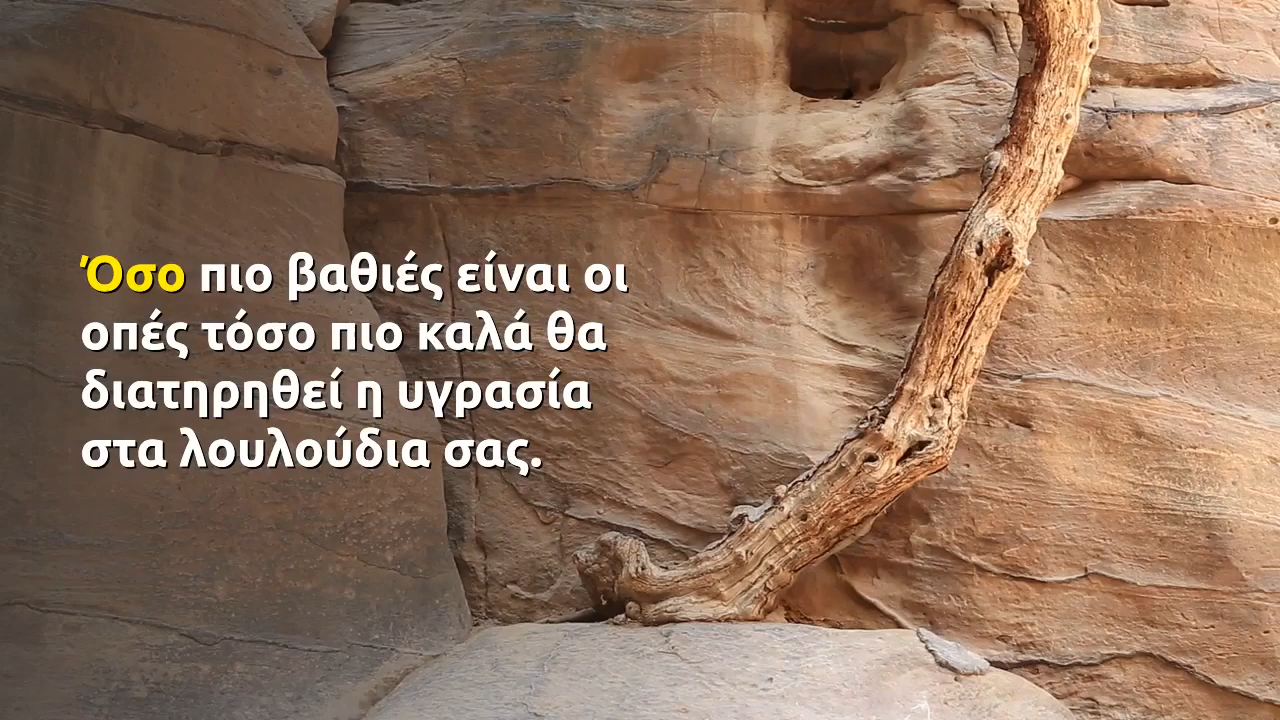 Όσο πιο βαθιές είναι οι
οπές τόσο πιο καλά θα
διατηρηθεί η υγρασία
στα λουλούδια σας.